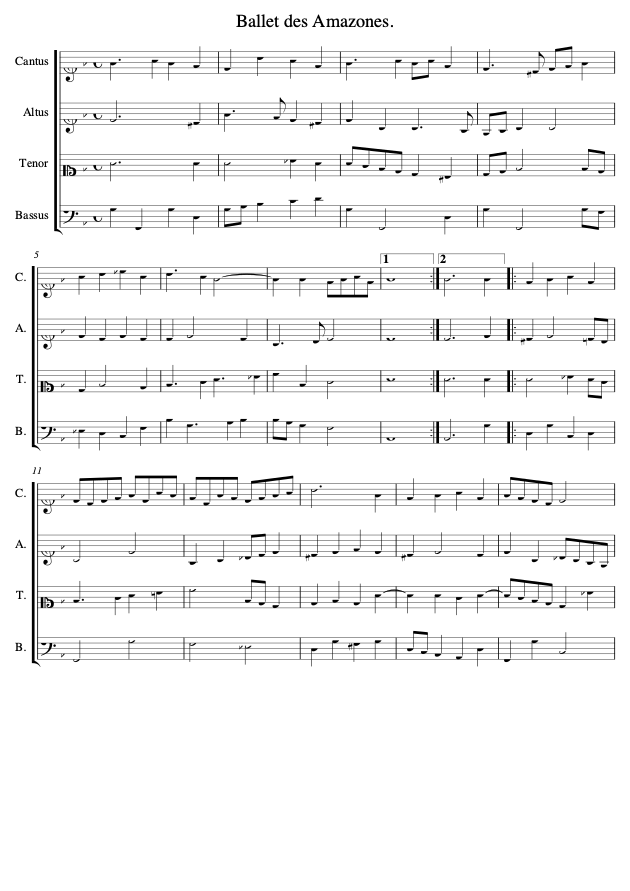 Ballet des Amazones.
Cantus
Altus
Tenor
Bassus
5
1
2
C.
A.
T.
B.
11
C.
A.
T.
B.